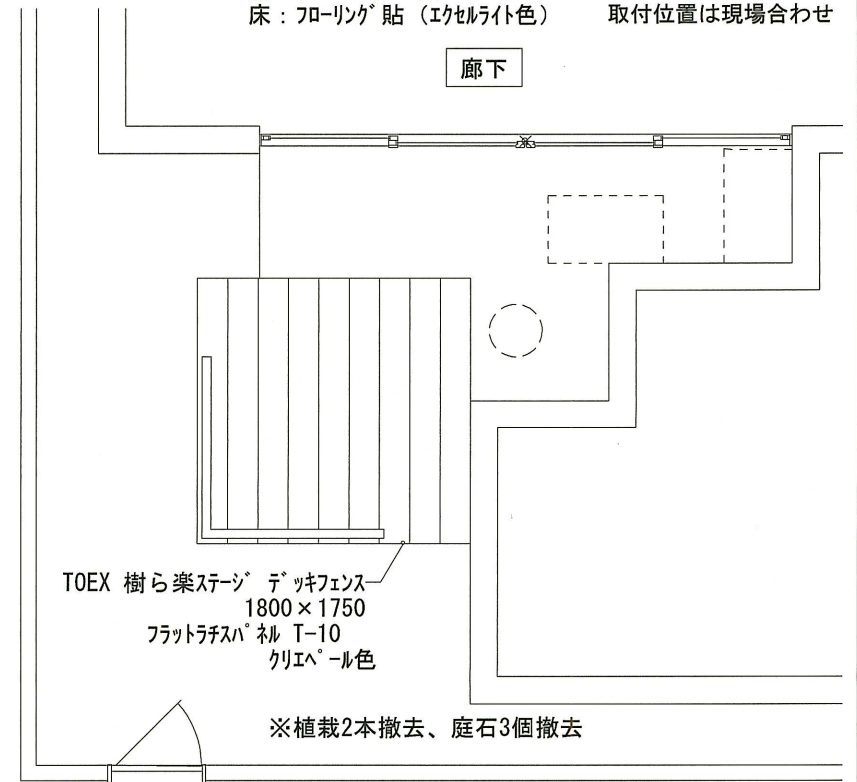 床：ﾌﾛｰﾘﾝｸﾞ貼（ｴｸｾﾙﾗｲﾄ色）　取付位置は現場合わせ
廊下
TOEX 樹ら楽ｽﾃｰｼﾞ ﾃﾞｯｷﾌｪﾝｽ
1800×1750
ﾌﾗｯﾄﾗﾁｽﾊﾟﾈﾙ T-10
ｸﾘｴﾍﾟｰﾙ色
※植栽2本撤去、庭石3個撤去